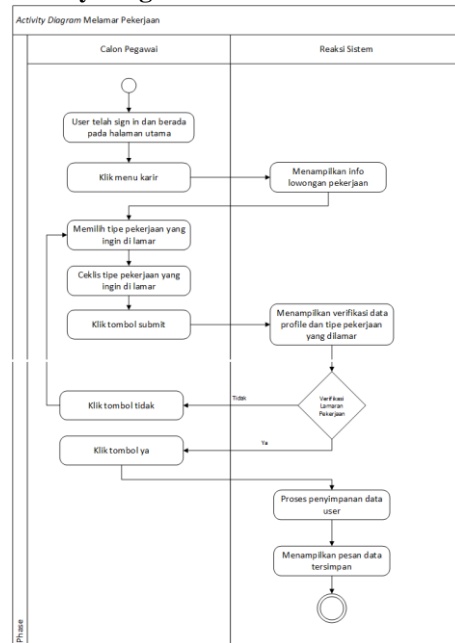 Activity Diagram Melamar Pekerjaan
Calon Pegawai
Reaksi Sistem
User telah sign in dan berada
pada halaman utama
Klik menu karir
Menampilkan info
lowongan pekerjaan
Memilih tipe pekerjaan yang
ingin di lamar
Ceklis tipe pekerjaan yang
ingin di lamar
Klik tombol submit
Menampilkan verifikasi data
profile dan tipe pekerjaan
yang dilamar
Verifikasi
Lamaran
Pekerjaan
Tidak
Klik tombol tidak
Ya
Klik tombol ya
Proses penyimpanan data
user
Menampilkan pesan data
tersimpan
Phase